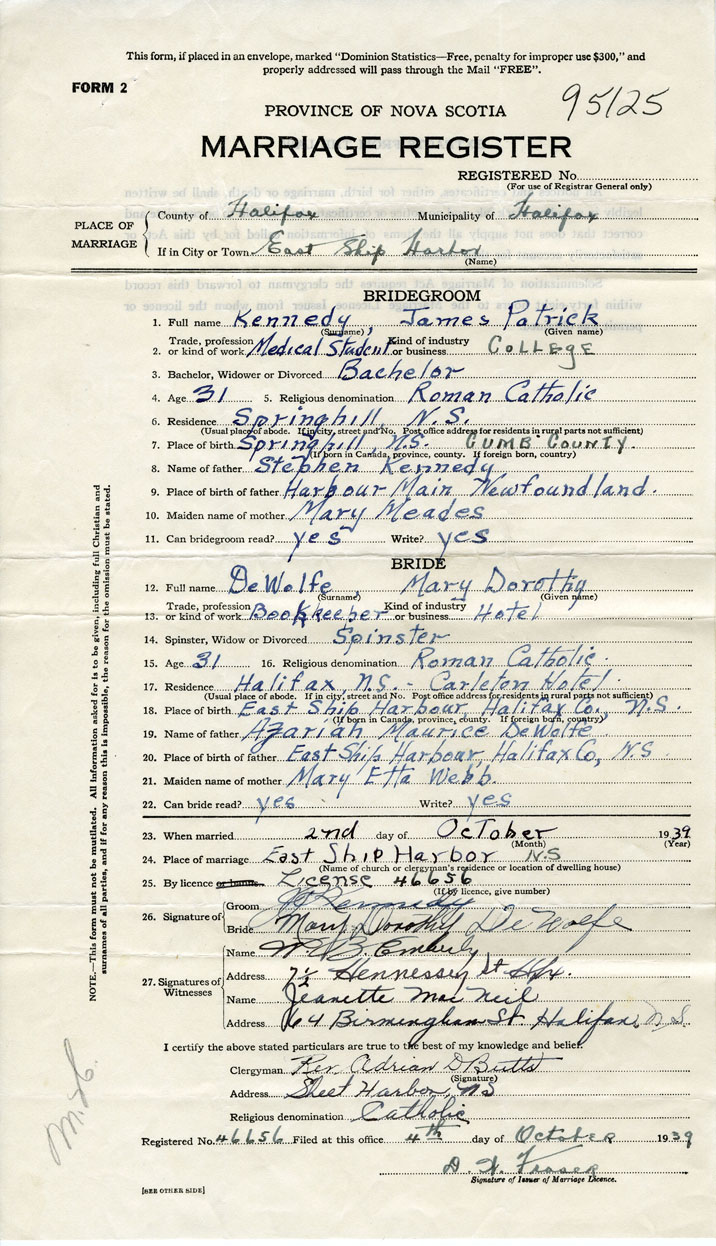 This form, if placed in an envelope, marked "Dominion Statistics—Free, penalty for improper use $300," and
properly addressed will pass through the Mail "FREE".
FORM 2
95125
PROVINCE OF NOVA SCOTIA
MARRIAGE REGISTER
REGISTERED No.
(For use of Registrar General only)
PLACE OF MARRIAGE
County of Halifax Municipality of Halifax
If in City or Town East Ship Harbor
(Name)
BRIDEGROOM
1. Full name Kennedy, James Patrick
(Surname) (Given name)
2. Trade, profession or kind of work Medical Student Kind of industry or business COLLEGE
3. Bachelor, Widower or Divorced Bachelor
4. Age 31 5. Religious denomination Roman Catholic
6. Residence Springhill, N.S.
(Usual place of abode. If in city, street and No. Post office address for residents in rural parts not sufficient)
7. Place of birth Springhill, N.S. CUMB. COUNTY.
(If born in Canada, province, county. If foreign born, country)
8. Name of father Stephen Kennedy
9. Place of birth of father Harbour Main Newfoundland.
10. Maiden name of mother Mary Meades
11. Can bridegroom read? yes Write? yes
BRIDE
12. Full name DeWolfe, Mary Dorothy
(Surname) (Given name)
13. Trade, profession or kind of work Bookkeeper Kind of industry or business Hotel
14. Spinster, Widow or Divorced Spinster
15. Age 31 16. Religious denomination Roman Catholic.
17. Residence Halifax, N.S. - Carleton Hotel.
(Usual place of abode. If in city, street and No. Post office address for residents in rural parts not sufficient)
18. Place of birth East Ship Harbour, Halifax Co., N.S.
(If born in Canada, province, county. If foreign born, country)
19. Name of father Azariah Maurice DeWolfe
20. Place of birth of father East Ship Harbour, Halifax Co, N.S
21. Maiden name of mother Mary Etta Webb.
22. Can bride read? yes Write? yes
23. When married 2nd day of October 1939
(Month) (Year)
24. Place of marriage East Ship Harbor N.S
(Name of church or clergyman's residence or location of dwelling house)
25. By licence or banns License 46656
(If by licence, give number)
26. Signature of
Groom J P Kennedy
Bride Mary Dorothy DeWolfe
27. Signatures of Witnesses
Name Emberly
Address 7½ Hennessey St Hfx.
Name Jeanette MacNeil
Address 64 Birmingham St Halifax, N.S.
I certify the above stated particulars are true to the best of my knowledge and belief.
Clergyman Rev. Adrian D Butts
(Signature)
Address Sheet Harbor, NS
Religious denomination Catholic
Registered No. 46656 Filed at this office 4th day of October 1939
Fraser
Signature of Issuer of Marriage Licence.
[SEE OTHER SIDE]
NOTE.—This form must not be mutilated. All Information asked for is to be given, including full Christian and
surnames of all parties, and if for any reason this is impossible, the reason for the omission must be stated.